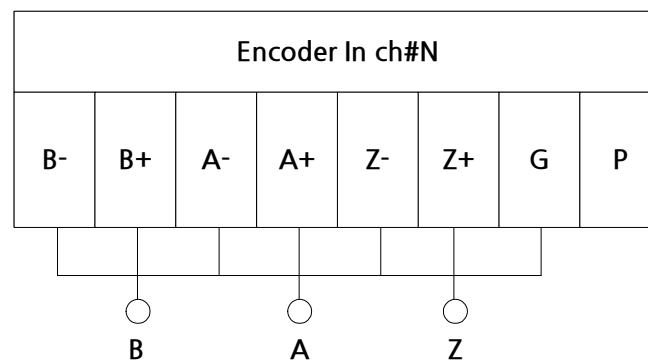 Encoder In ch#N
B- B+ A- A+ Z- Z+ G P
B A Z